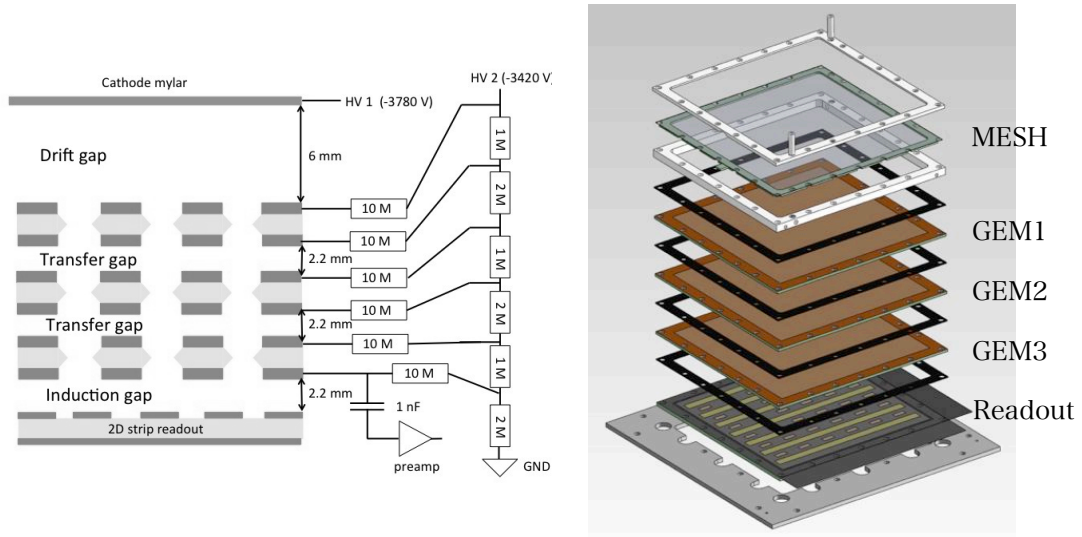 Cathode mylar
HV 1 (-3780 V)
HV 2 (-3420 V)
Drift gap
6 mm
1 M
2 M
10 M
10 M
2.2 mm
Transfer gap
10 M
1 M
10 M
2 M
Transfer gap
2.2 mm
10 M
1 M
10 M
Induction gap
2.2 mm
1 nF
2 M
2D strip readout
preamp
GND
MESH
GEM1
GEM2
GEM3
Readout